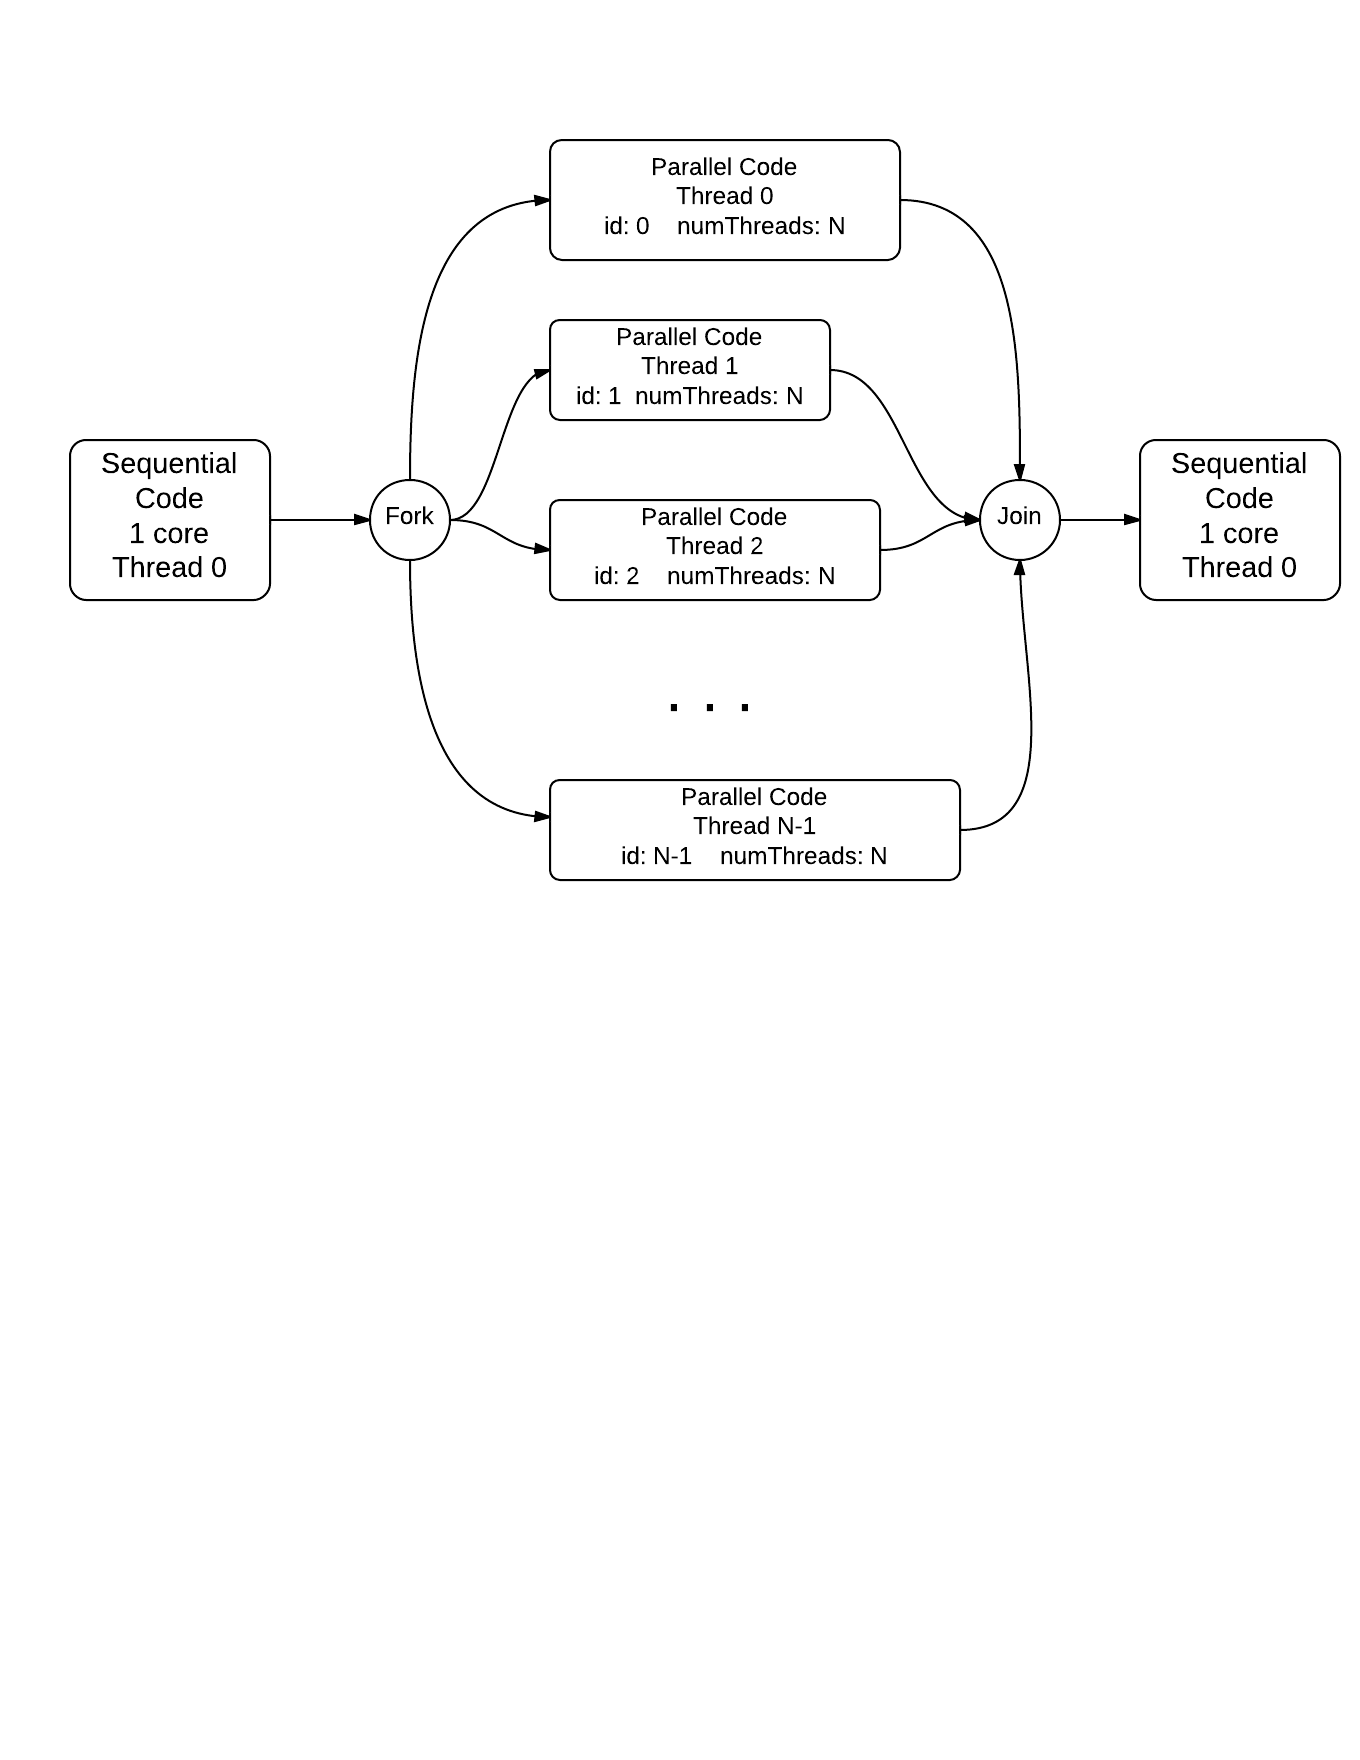 Sequential
Code
1 core
Thread 0
Fork
Parallel Code
Thread 0
id: 0    numThreads: N
Parallel Code
Thread 1
id: 1  numThreads: N
Parallel Code
Thread 2
id: 2    numThreads: N
. . .
Parallel Code
Thread N-1
id: N-1    numThreads: N
Join
Sequential
Code
1 core
Thread 0